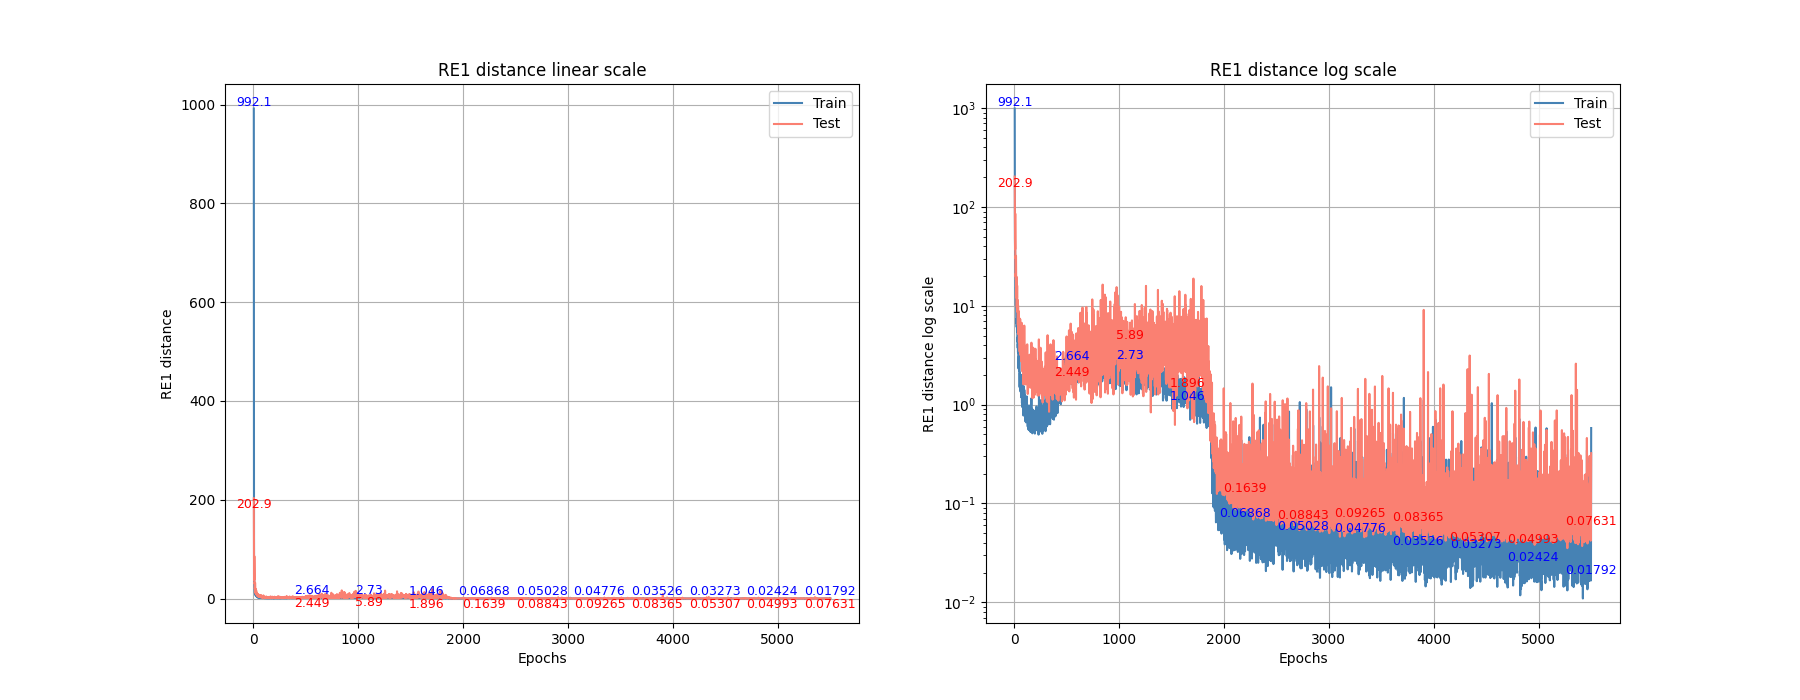 RE1 distance linear scale
RE1 distance
1000
800
600
400
200
0
992.1
202.9
Train
Test
2.664 2.73 1.046 0.06868 0.05028 0.04776 0.03526 0.03273 0.02424 0.01792
2.449 5.89 1.896 0.1639 0.08843 0.09265 0.08365 0.05307 0.04993 0.07631
0 1000 2000 3000 4000 5000
Epochs
RE1 distance log scale
RE1 distance log scale
10³
10²
10¹
10⁰
10⁻¹
10⁻²
992.1
202.9
Train
Test
2.664 2.73 1.046 0.06868 0.05028 0.04776 0.03526 0.03273 0.02424 0.01792
2.449 5.89 1.896 0.1639 0.08843 0.09265 0.08365 0.05307 0.04993 0.07631
0 1000 2000 3000 4000 5000
Epochs